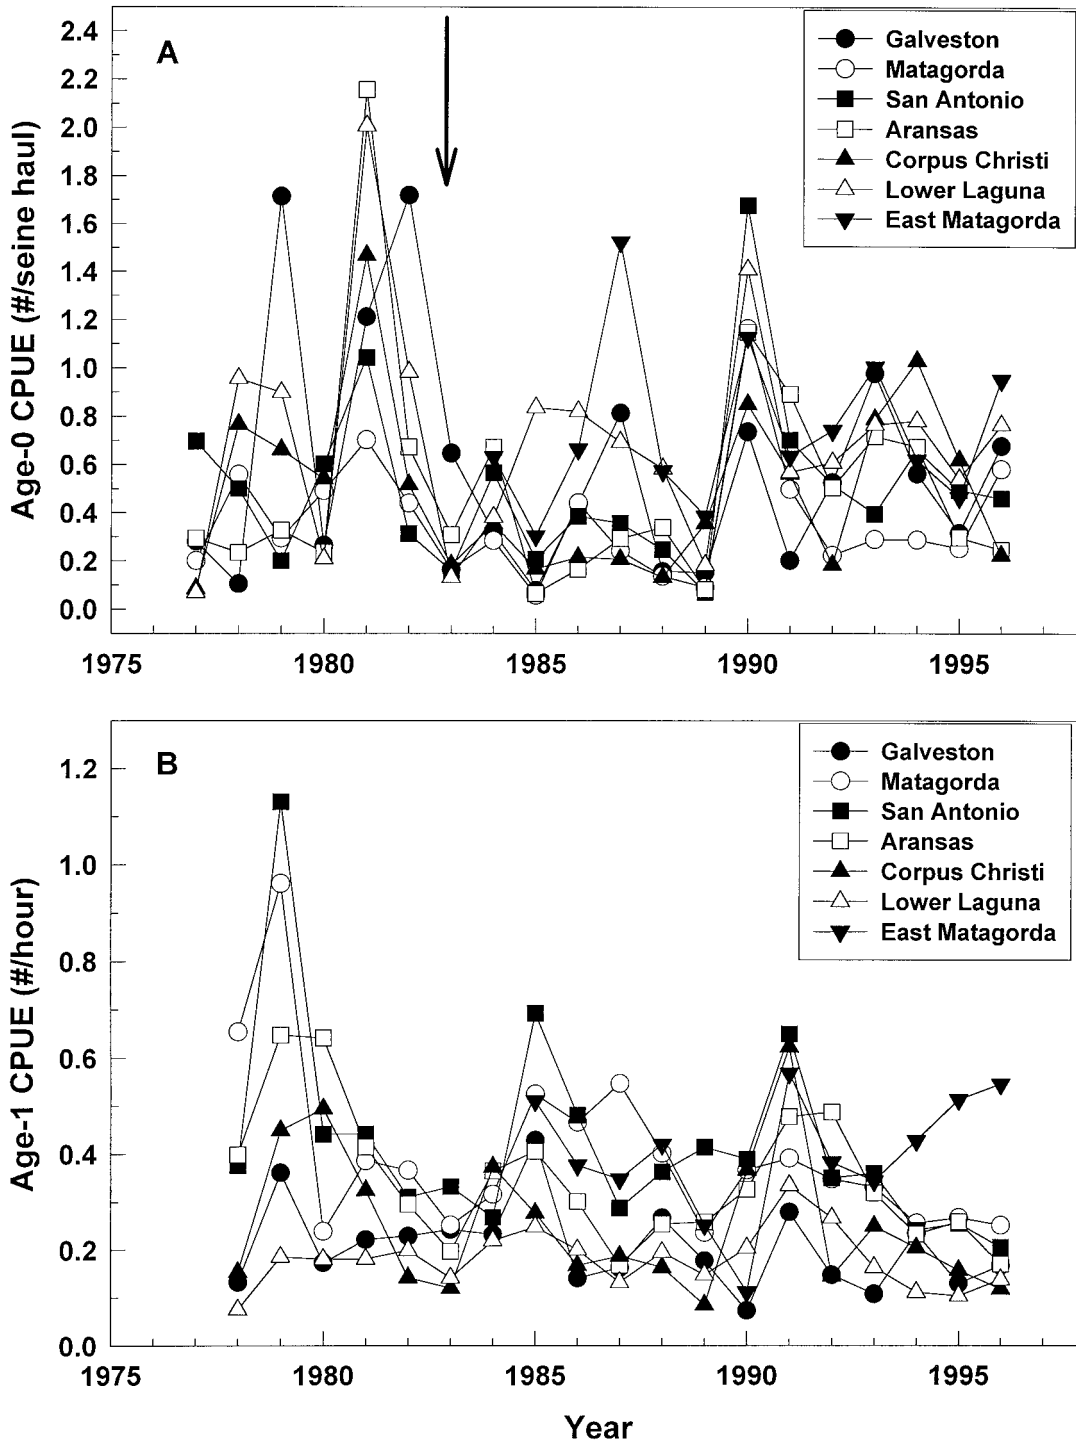 A
Age-0 CPUE (#/seine haul)
2.4
2.2
2.0
1.8
1.6
1.4
1.2
1.0
0.8
0.6
0.4
0.2
0.0
Galveston
Matagorda
San Antonio
Aransas
Corpus Christi
Lower Laguna
East Matagorda
1975 1980 1985 1990 1995
B
Age-1 CPUE (#/hour)
1.2
1.0
0.8
0.6
0.4
0.2
0.0
Galveston
Matagorda
San Antonio
Aransas
Corpus Christi
Lower Laguna
East Matagorda
1975 1980 1985 1990 1995
Year